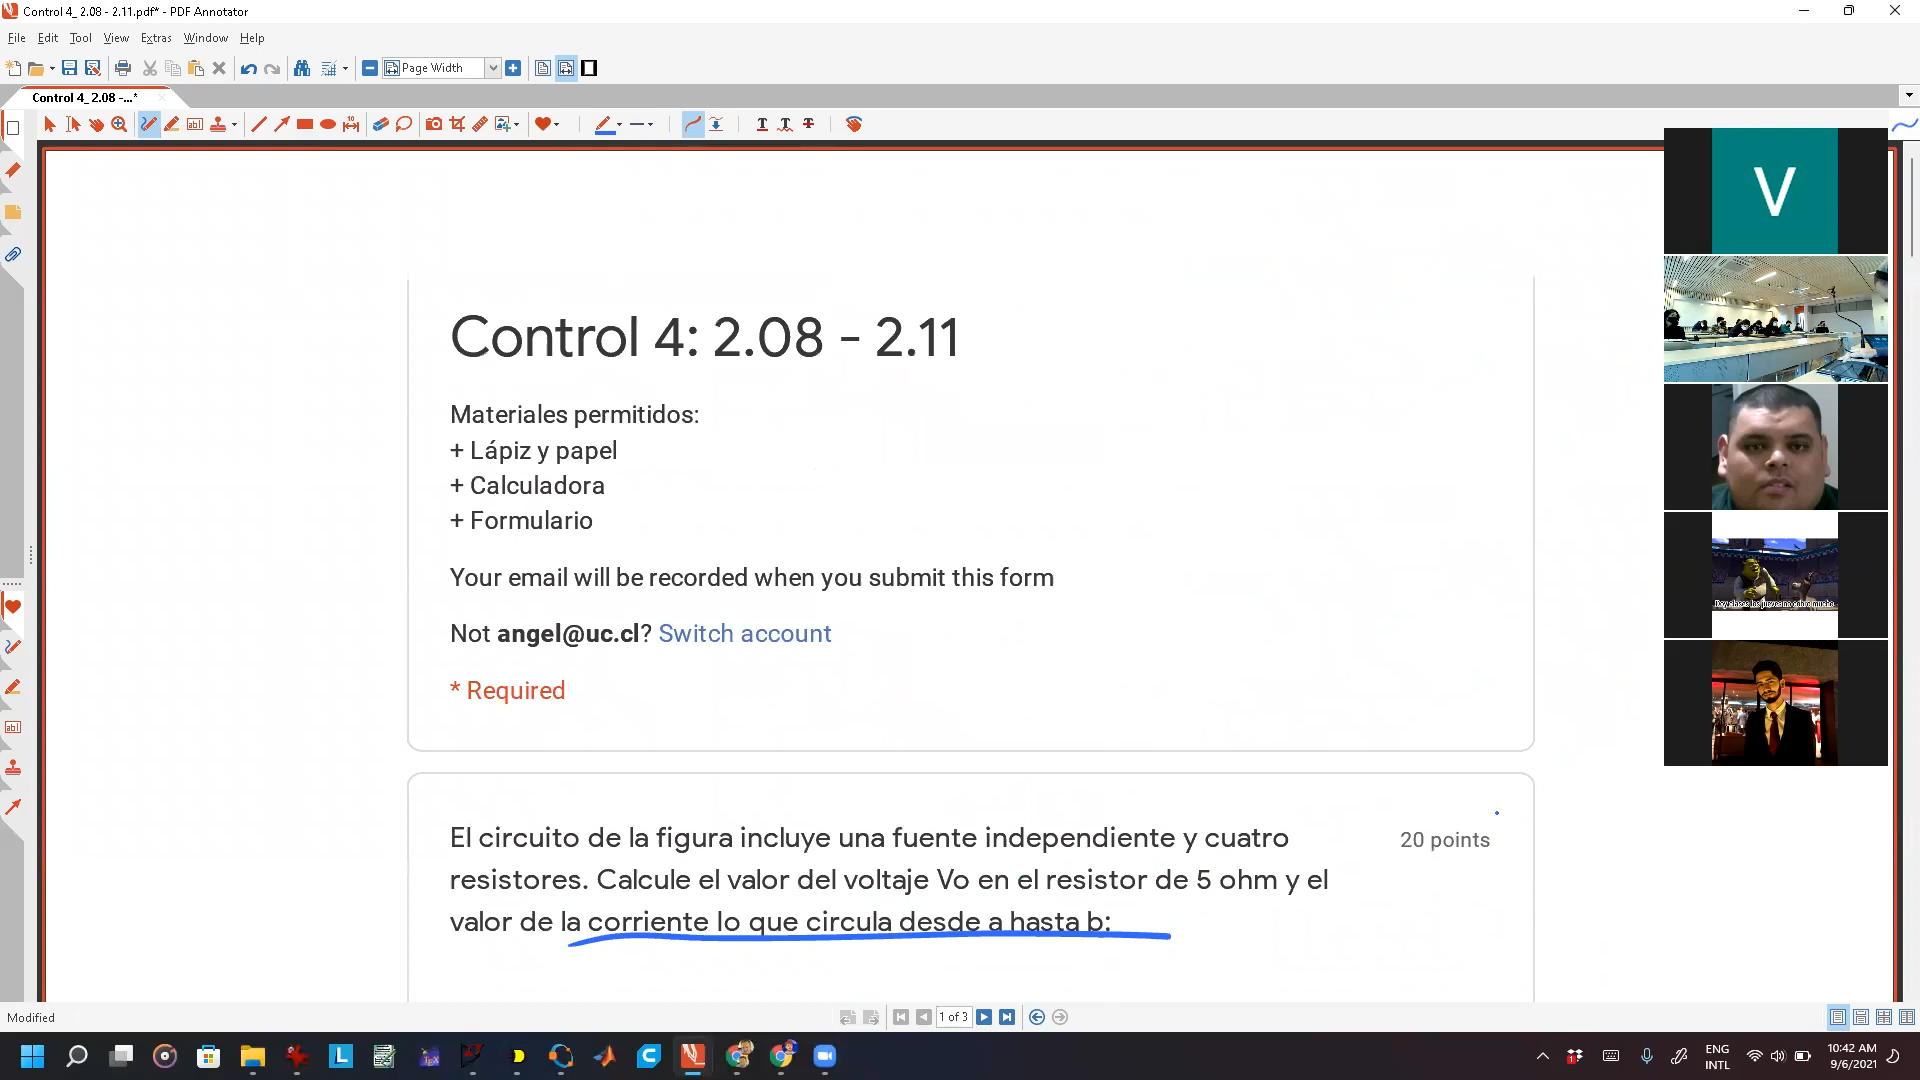 Control 4_ 2.08 - 2.11.pdf* - PDF Annotator
File Edit Tool View Extras Window Help
Page Width
Control 4_ 2.08 -...*
V
Control 4: 2.08 - 2.11
Materiales permitidos:
+ Lápiz y papel
+ Calculadora
+ Formulario
Your email will be recorded when you submit this form
Not angel@uc.cl? Switch account
* Required
El circuito de la figura incluye una fuente independiente y cuatro
20 points
resistores. Calcule el valor del voltaje Vo en el resistor de 5 ohm y el
valor de la corriente Io que circula desde a hasta b:
Modified
1 of 3
ENG
INTL
10:42 AM
9/6/2021